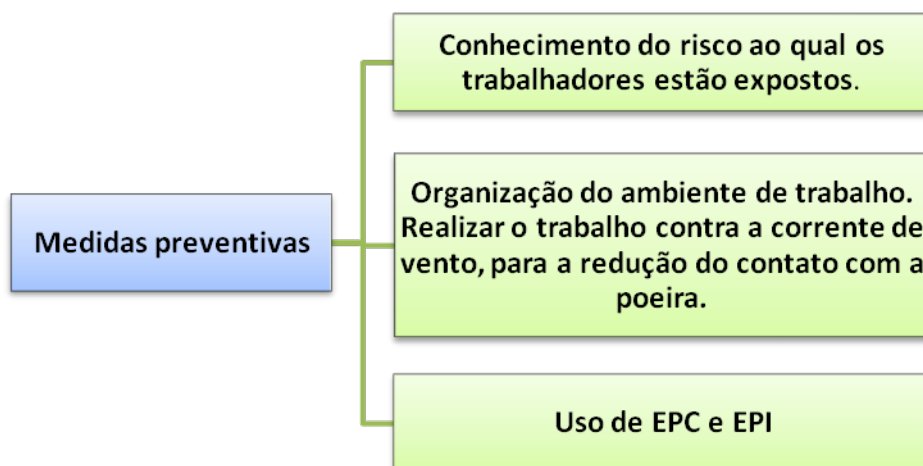 Conhecimento do risco ao qual os
trabalhadores estão expostos.
Medidas preventivas
Organização do ambiente de trabalho.
Realizar o trabalho contra a corrente de
vento, para a redução do contato com a
poeira.
Uso de EPC e EPI